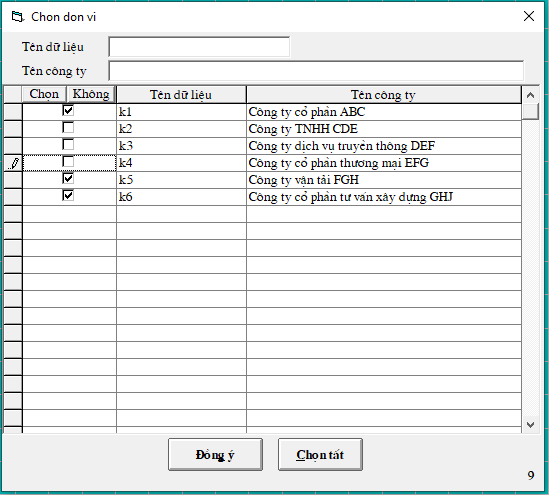 Chon don vi
Tên dữ liệu
Tên công ty
Chọn Không Tên dữ liệu Tên công ty
k1 Công ty cổ phần ABC
k2 Công ty TNHH CDE
k3 Công ty dịch vụ truyền thông DEF
k4 Công ty cổ phần thương mại EFG
k5 Công ty vận tải FGH
k6 Công ty cổ phần tư vấn xây dựng GHJ
Đồng ý Chọn tất
9